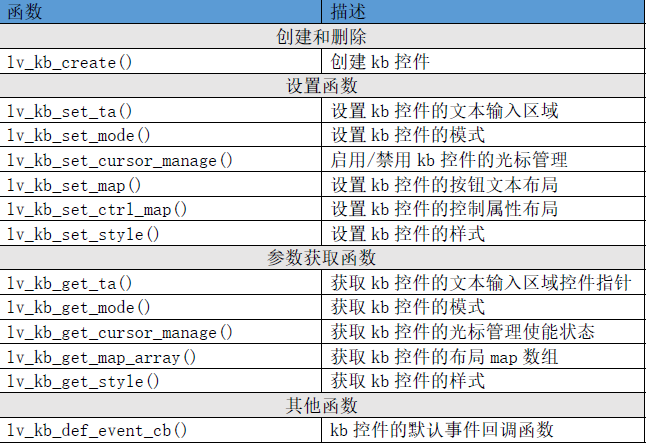 函数 描述
创建和删除
lv_kb_create() 创建 kb 控件
设置函数
lv_kb_set_ta() 设置 kb 控件的文本输入区域
lv_kb_set_mode() 设置 kb 控件的模式
lv_kb_set_cursor_manage() 启用/禁用 kb 控件的光标管理
lv_kb_set_map() 设置 kb 控件的按钮文本布局
lv_kb_set_ctrl_map() 设置 kb 控件的控制属性布局
lv_kb_set_style() 设置 kb 控件的样式
参数获取函数
lv_kb_get_ta() 获取 kb 控件的文本输入区域控件指针
lv_kb_get_mode() 获取 kb 控件的模式
lv_kb_get_cursor_manage() 获取 kb 控件的光标管理使能状态
lv_kb_get_map_array() 获取 kb 控件的布局 map 数组
lv_kb_get_style() 获取 kb 控件的样式
其他函数
lv_kb_def_event_cb() kb 控件的默认事件回调函数